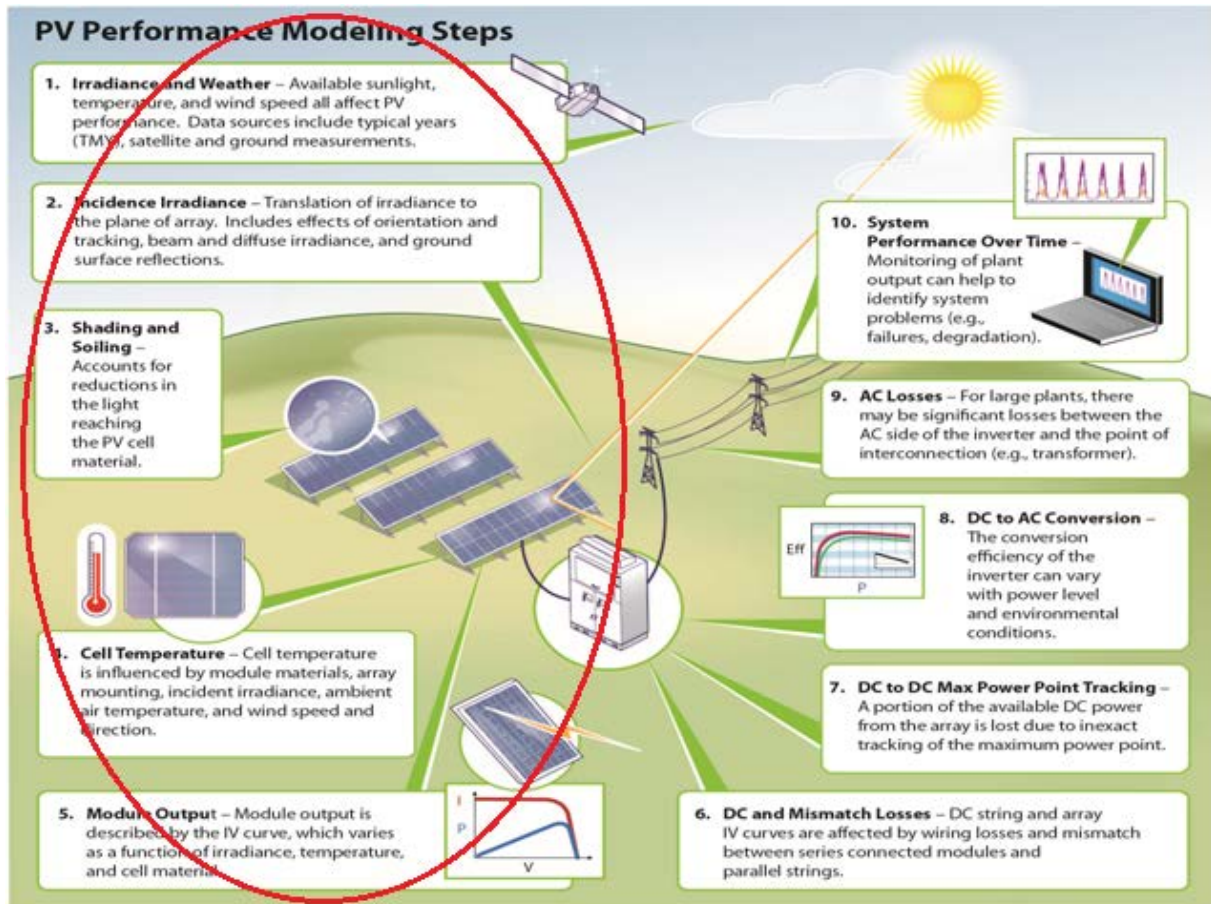 PV Performance Modeling Steps
1. Irradiance and Weather – Available sunlight,
temperature, and wind speed all affect PV
performance. Data sources include typical years
(TMY), satellite and ground measurements.
2. Incidence Irradiance – Translation of irradiance to
the plane of array. Includes effects of orientation and
tracking, beam and diffuse irradiance, and ground
surface reflections.
3. Shading and
Soiling –
Accounts for
reductions in
the light
reaching
the PV cell
material.
4. Cell Temperature – Cell temperature
is influenced by module materials, array
mounting, incident irradiance, ambient
air temperature, and wind speed and
direction.
5. Module Output – Module output is
described by the IV curve, which varies
as a function of irradiance, temperature,
and cell material.
I
P
V
6. DC and Mismatch Losses – DC string and array
IV curves are affected by wiring losses and mismatch
between series connected modules and
parallel strings.
7. DC to DC Max Power Point Tracking –
A portion of the available DC power
from the array is lost due to inexact
tracking of the maximum power point.
8. DC to AC Conversion –
The conversion
efficiency of the
inverter can vary
with power level
and environmental
conditions.
Eff
P
9. AC Losses – For large plants, there
may be significant losses between the
AC side of the inverter and the point of
interconnection (e.g., transformer).
10. System
Performance Over Time –
Monitoring of plant
output can help to
identify system
problems (e.g.,
failures, degradation).